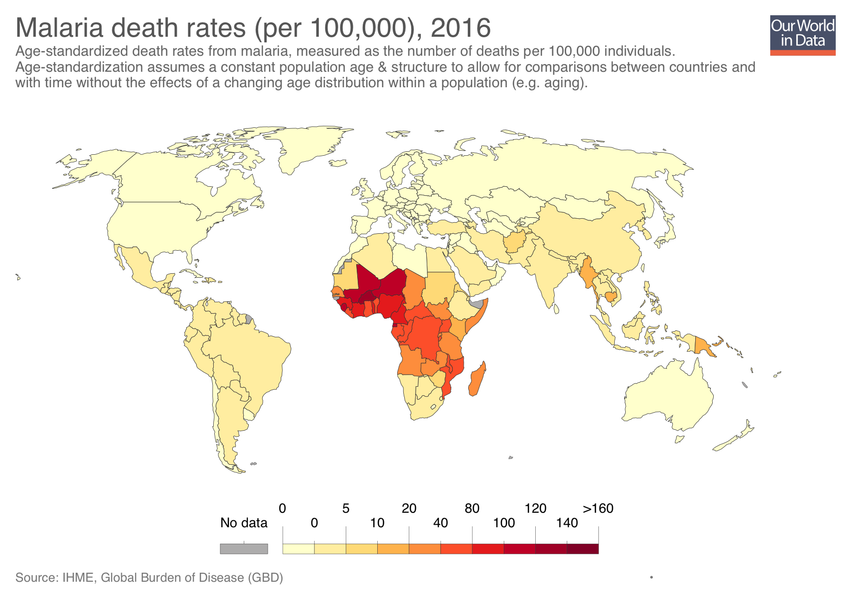 Malaria death rates (per 100,000), 2016
Our World
in Data
Age-standardized death rates from malaria, measured as the number of deaths per 100,000 individuals.
Age-standardization assumes a constant population age & structure to allow for comparisons between countries and
with time without the effects of a changing age distribution within a population (e.g. aging).
0 5 20 80 120 >160
No data 0 10 40 100 140
Source: IHME, Global Burden of Disease (GBD)